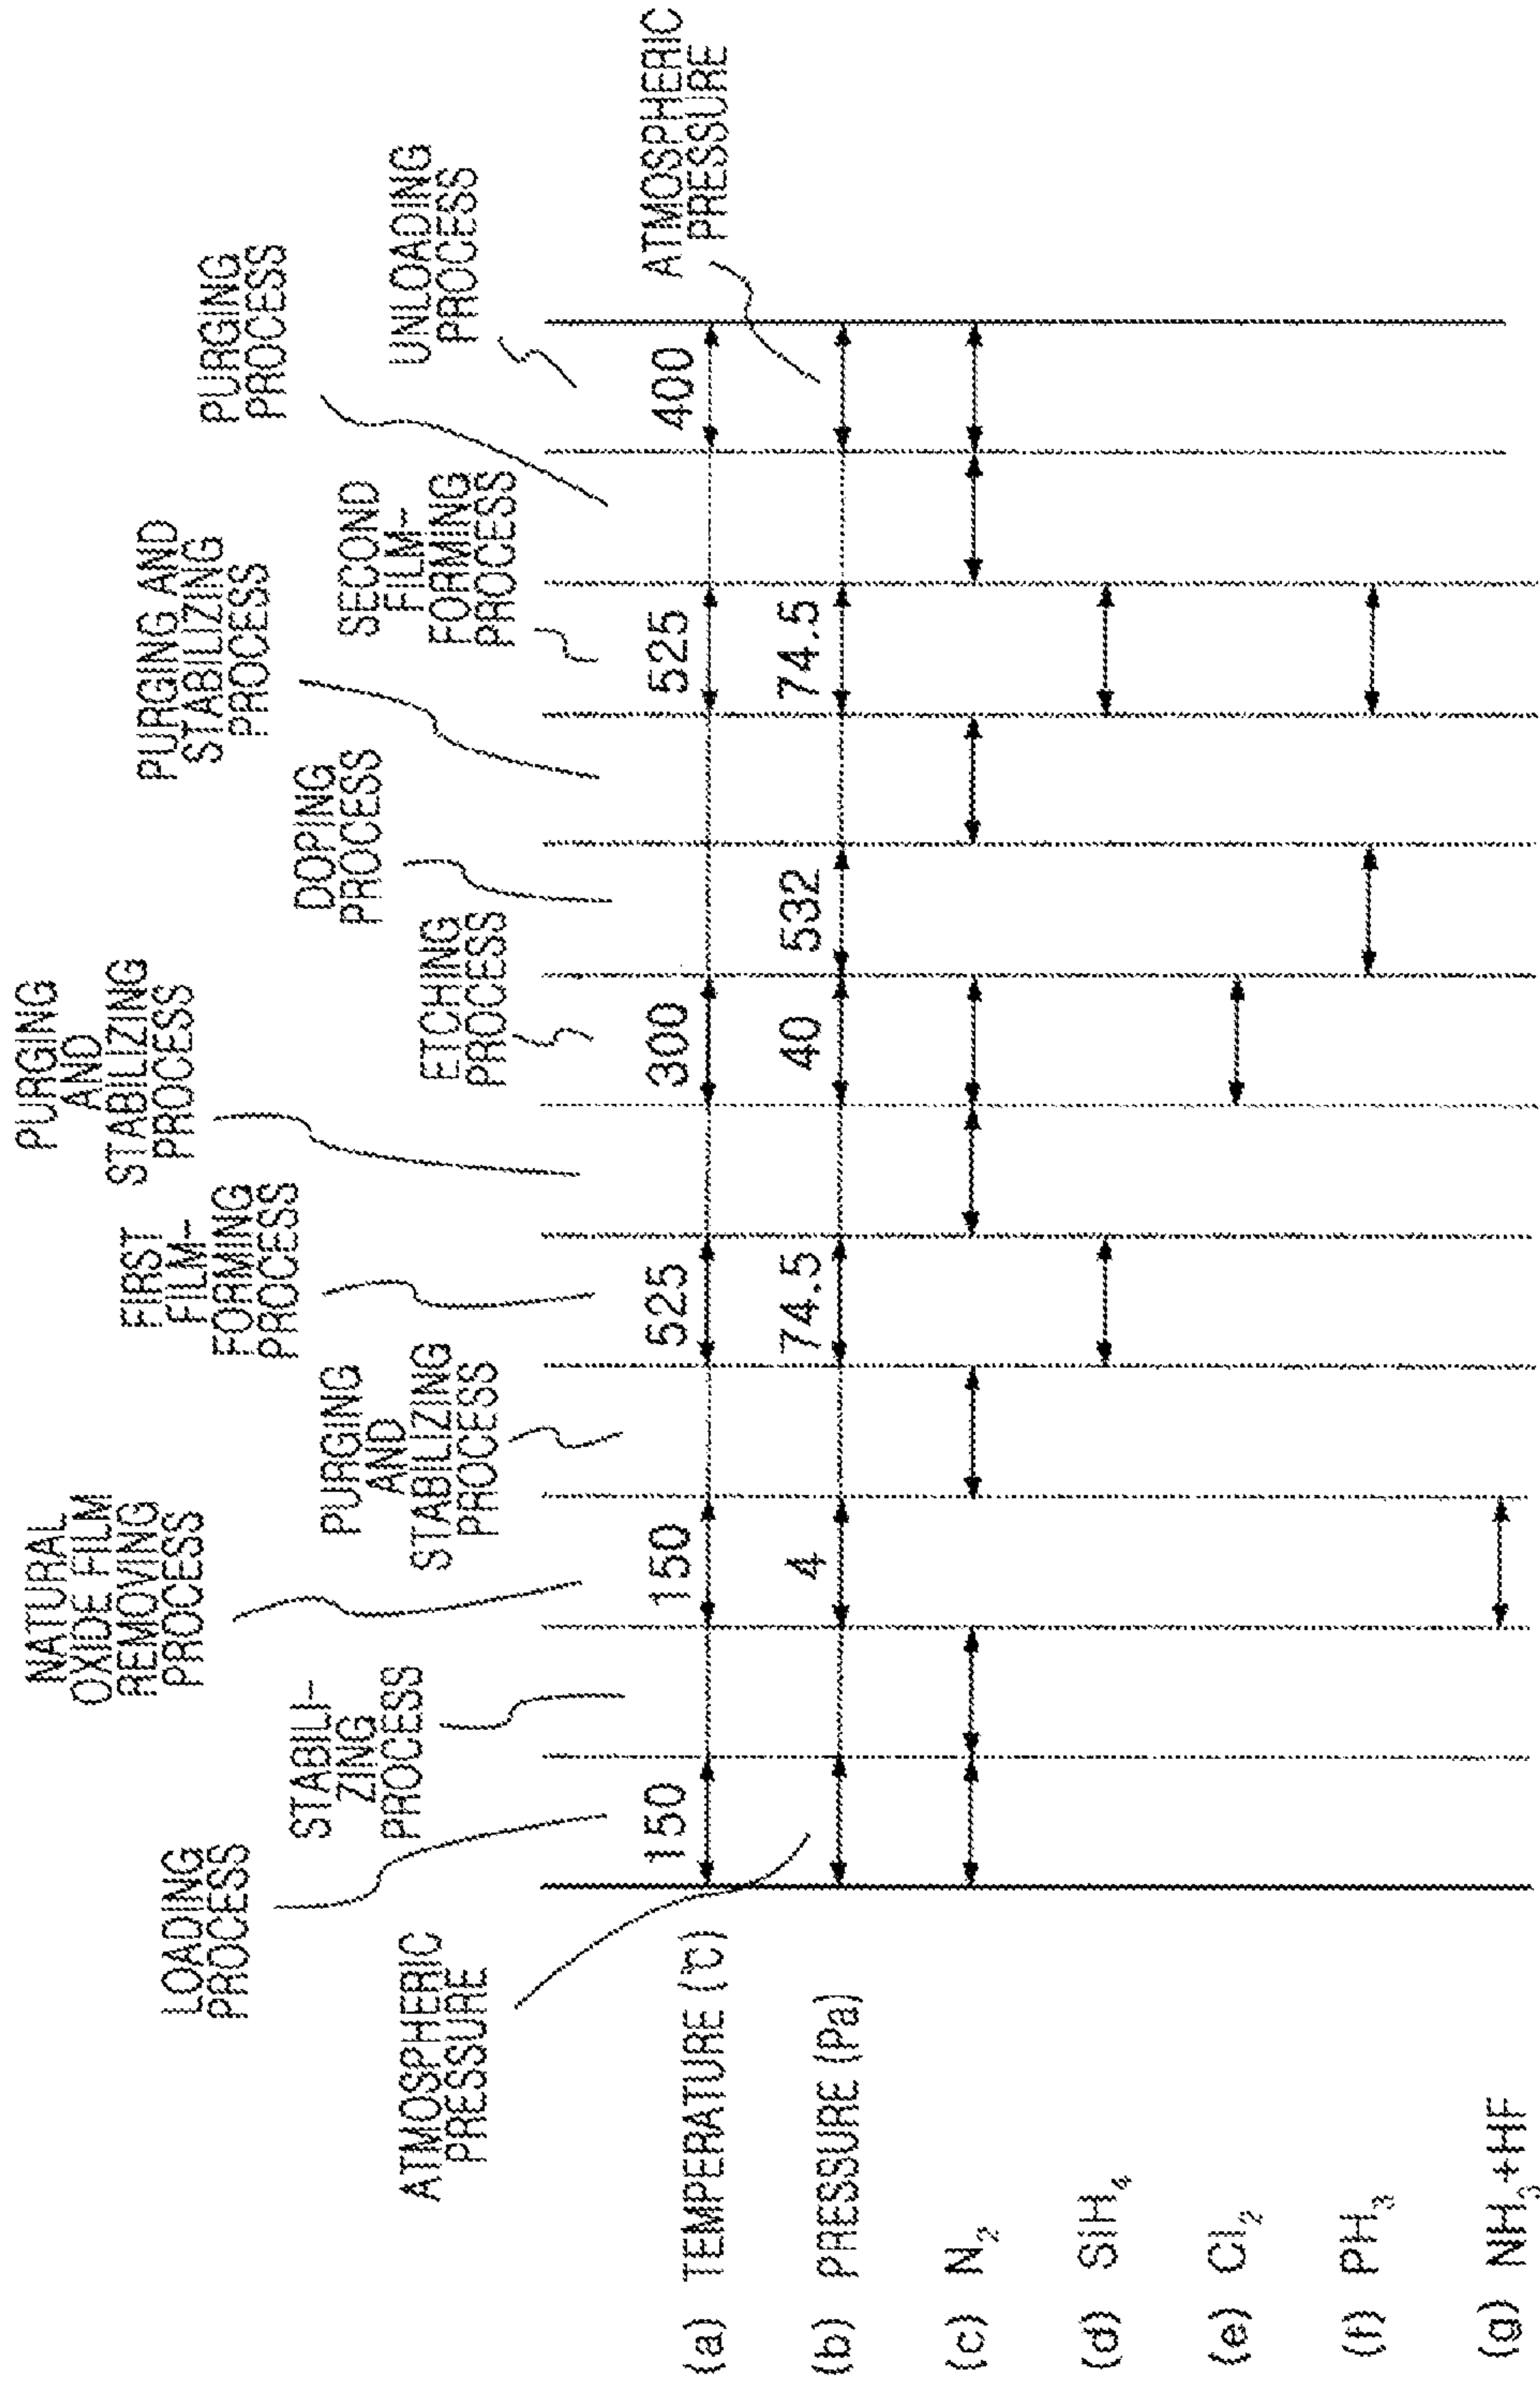 LOADING
PROCESS
STABILI-
ZING
PROCESS
NATURAL
OXIDE FILM
REMOVING
PROCESS
PURGING
AND
STABILIZING
PROCESS
FIRST
FILM-
FORMING
PROCESS
PURGING
AND
STABILIZING
PROCESS
ETCHING
PROCESS
DOPING
PROCESS
PURGING AND
STABILIZING
PROCESS
SECOND
FILM-
FORMING
PROCESS
PURGING
PROCESS
UNLOADING
PROCESS
ATMOSPHERIC
PRESSURE
ATMOSPHERIC
PRESSURE
(a) TEMPERATURE (℃) 150 150 525 300 525 400
(b) PRESSURE (Pa) 4 74.5 40 532 74.5
(c) N₂
(d) SiH₄
(e) Cl₂
(f) PH₃
(g) NH₃+HF